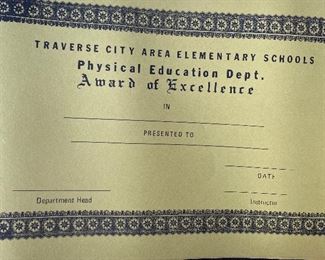 TRAVERSE CITY AREA ELEMENTARY SCHOOLS
Physical Education Dept.
Award of Excellence
IN
PRESENTED TO
DATE
Department Head
Instructor